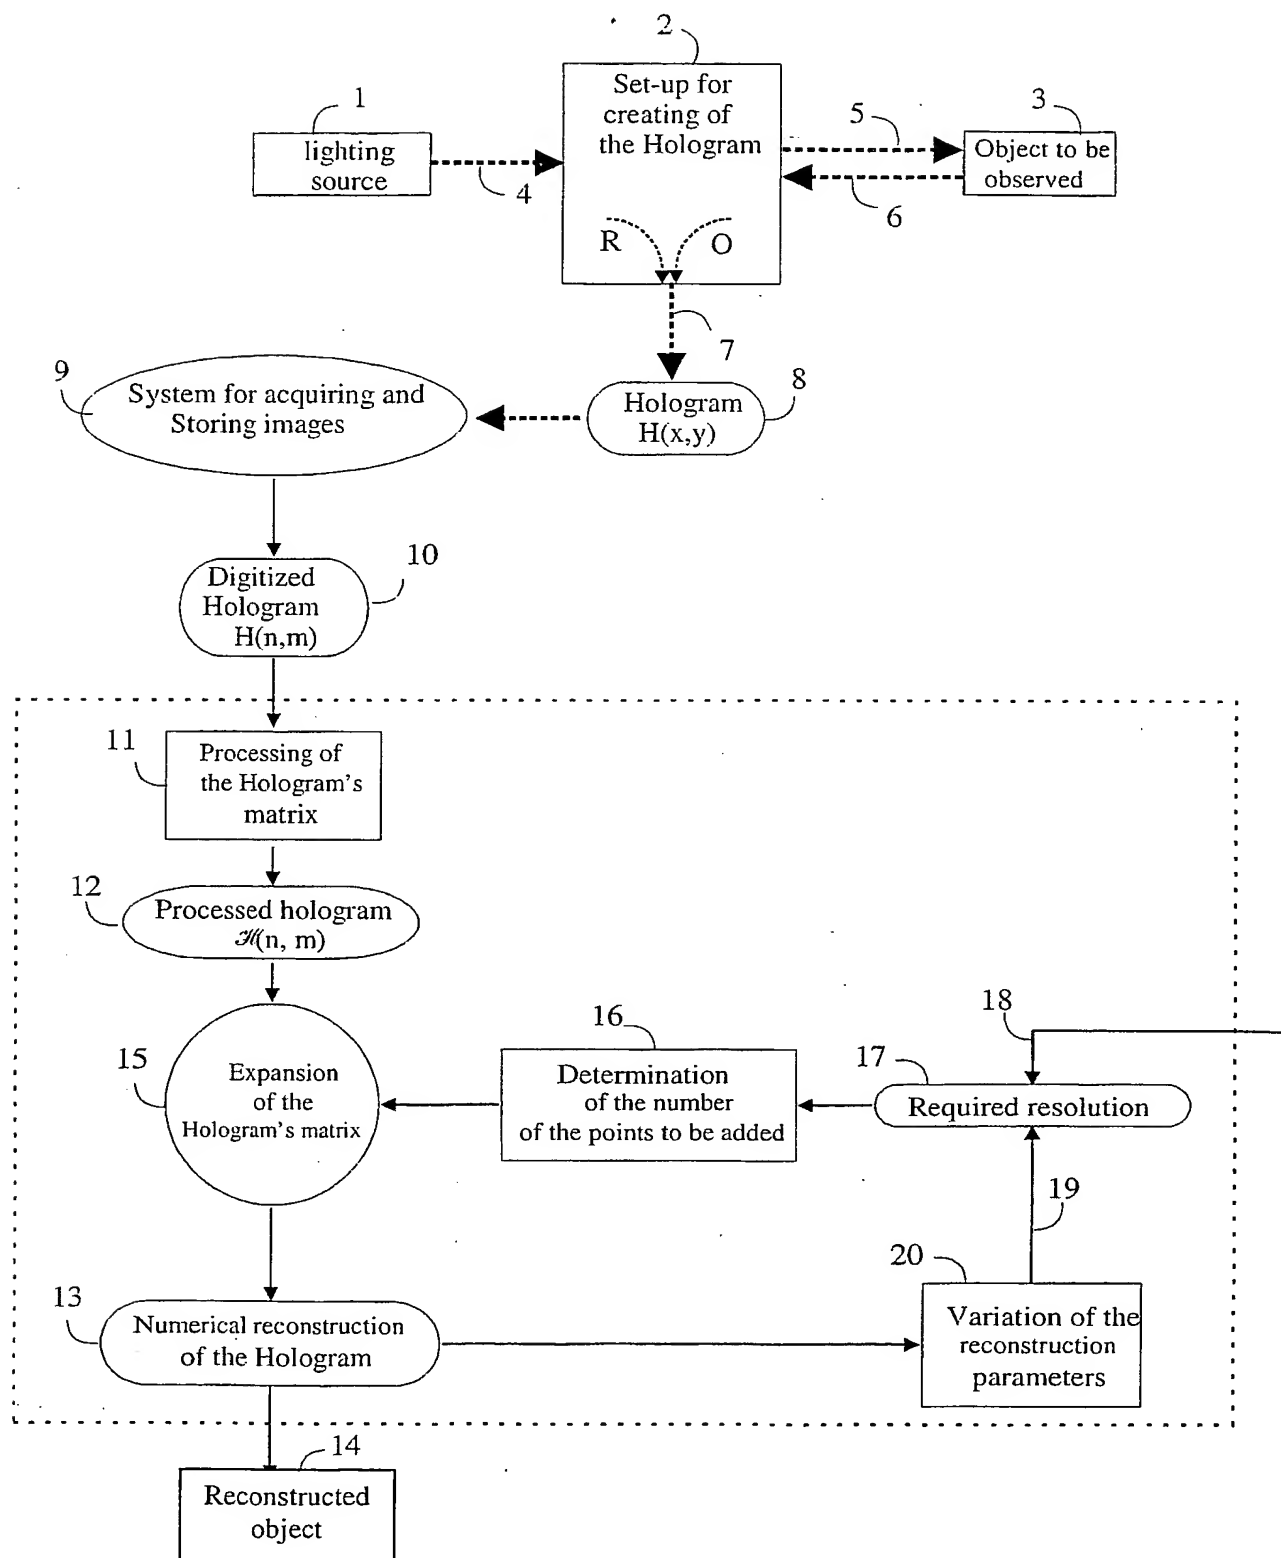 2
Set-up for
creating of
the Hologram
1
lighting
source
4
5
3
Object to be
observed
6
R
O
7
9
System for acquiring and
Storing images
8
Hologram
H(x,y)
10
Digitized
Hologram
H(n,m)
11
Processing of
the Hologram's
matrix
12
Processed hologram
ℋ(n, m)
15
Expansion
of the
Hologram's matrix
16
Determination
of the number
of the points to be added
18
17
Required resolution
19
20
Variation of the
reconstruction
parameters
13
Numerical reconstruction
of the Hologram
14
Reconstructed
object